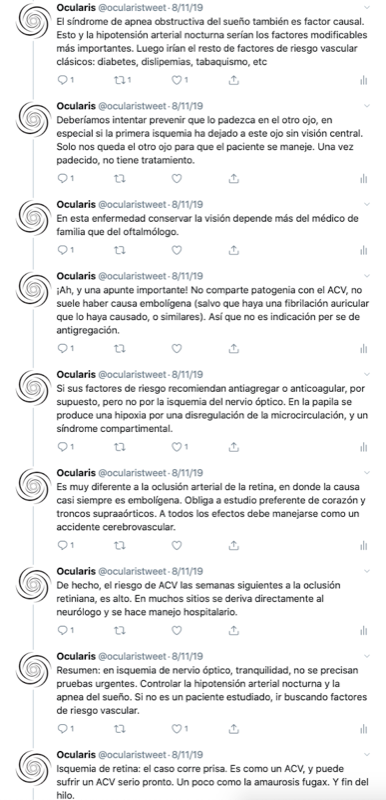 Ocularis @ocularistweet·8/11/19
El síndrome de apnea obstructiva del sueño también es factor causal.
Esto y la hipotensión arterial nocturna serían los factores modificables
más importantes. Luego irían el resto de factores de riesgo vascular
clásicos: diabetes, dislipemias, tabaquismo, etc
1 1 1
Ocularis @ocularistweet·8/11/19
Deberíamos intentar prevenir que lo padezca en el otro ojo, en
especial si la primera isquemia ha dejado a este ojo sin visión central.
Solo nos queda el otro ojo para que el paciente se maneje. Una vez
padecido, no tiene tratamiento.
1
Ocularis @ocularistweet·8/11/19
En esta enfermedad conservar la visión depende más del médico de
familia que del oftalmólogo.
1
Ocularis @ocularistweet·8/11/19
¡Ah, y una apunte importante! No comparte patogenia con el ACV, no
suele haber causa embolígena (salvo que haya una fibrilación auricular
que lo haya causado, o similares). Así que no es indicación per se de
antigregación.
1
Ocularis @ocularistweet·8/11/19
Si sus factores de riesgo recomiendan antiagregar o anticoagular, por
supuesto, pero no por la isquemia del nervio óptico. En la papila se
produce una hipoxia por una disregulación de la microcirculación, y un
síndrome compartimental.
1 1
Ocularis @ocularistweet·8/11/19
Es muy diferente a la oclusión arterial de la retina, en donde la causa
casi siempre es embolígena. Obliga a estudio preferente de corazón y
troncos supraaórticos. A todos los efectos debe manejarse como un
accidente cerebrovascular.
1
Ocularis @ocularistweet·8/11/19
De hecho, el riesgo de ACV las semanas siguientes a la oclusión
retiniana, es alto. En muchos sitios se deriva directamente al
neurólogo y se hace manejo hospitalario.
1
Ocularis @ocularistweet·8/11/19
Resumen: en isquemia de nervio óptico, tranquilidad, no se precisan
pruebas urgentes. Controlar la hipotensión arterial nocturna y la
apnea del sueño. Si no es un paciente estudiado, ir buscando factores
de riesgo vascular.
1 1
Ocularis @ocularistweet·8/11/19
Isquemia de retina: el caso corre prisa. Es como un ACV, y puede
sufrir un ACV serio pronto. Un poco como la amaurosis fugax. Y fin del
hilo.